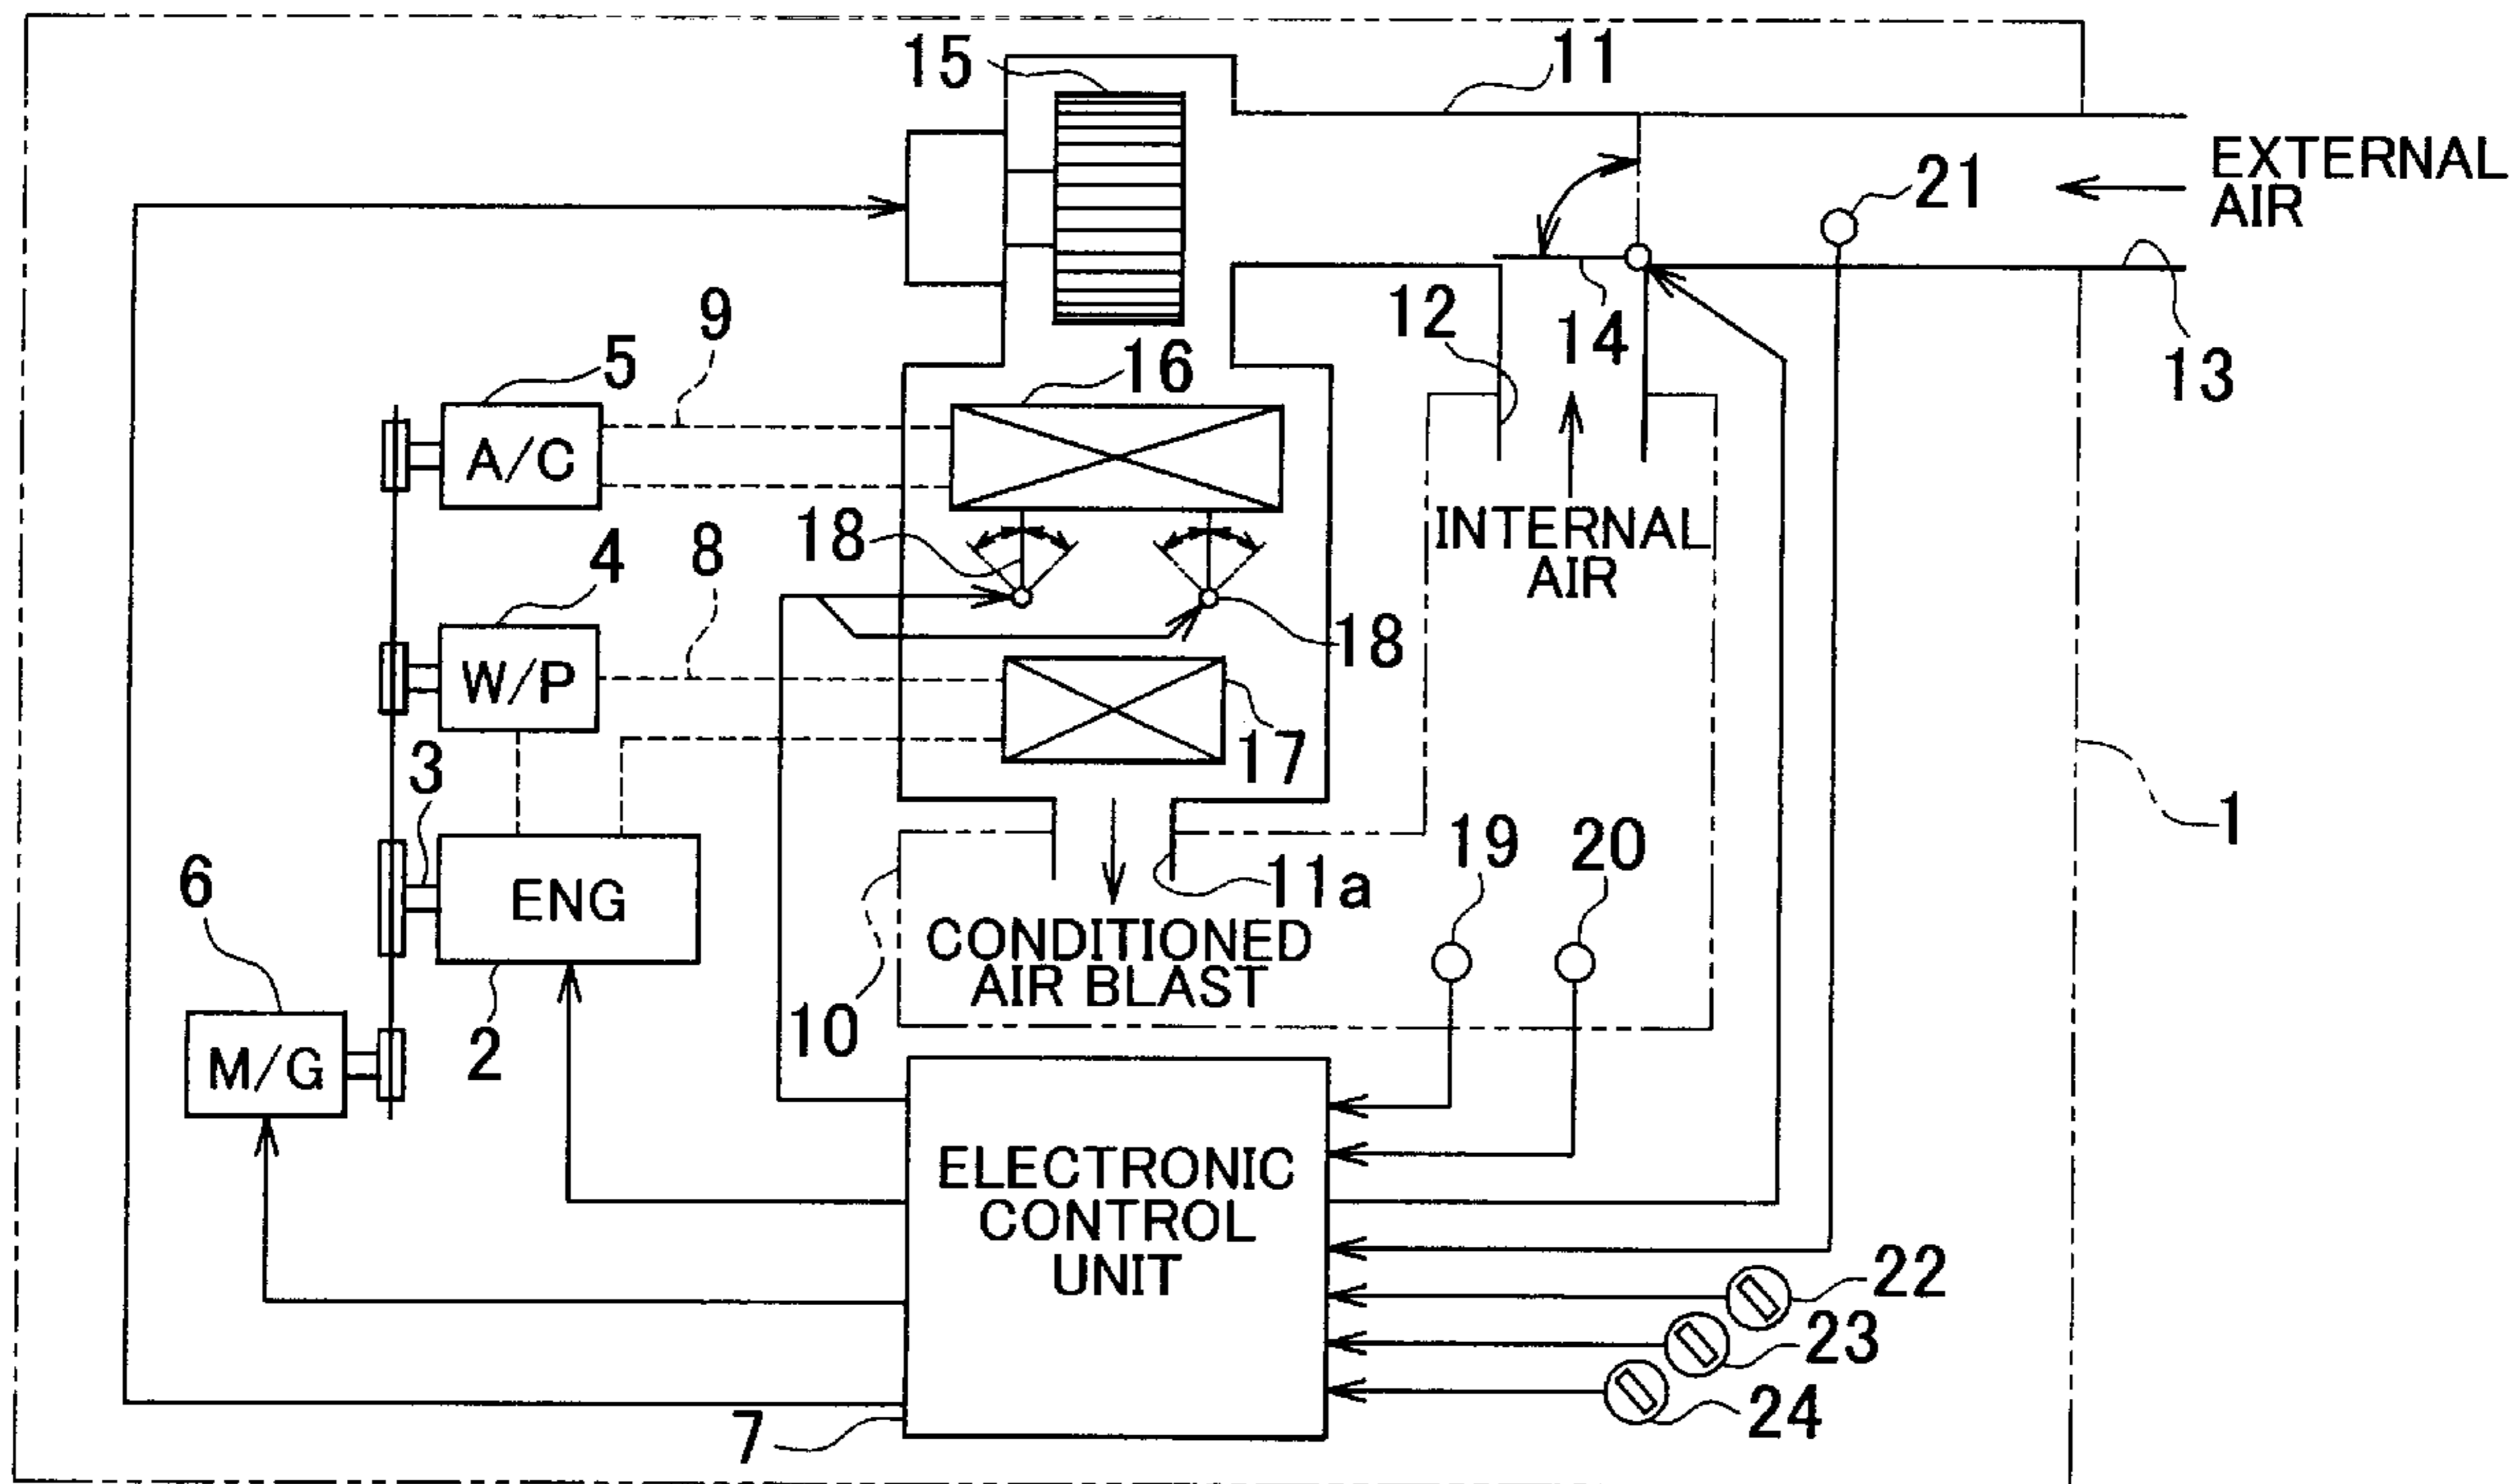 15
11
EXTERNAL
AIR
21
9
12
14
13
5
16
A/C
INTERNAL
AIR
18
4
8
18
W/P
17
3
1
19
20
6
11a
ENG
CONDITIONED
AIR BLAST
10
2
M/G
ELECTRONIC
CONTROL
UNIT
22
23
24
7